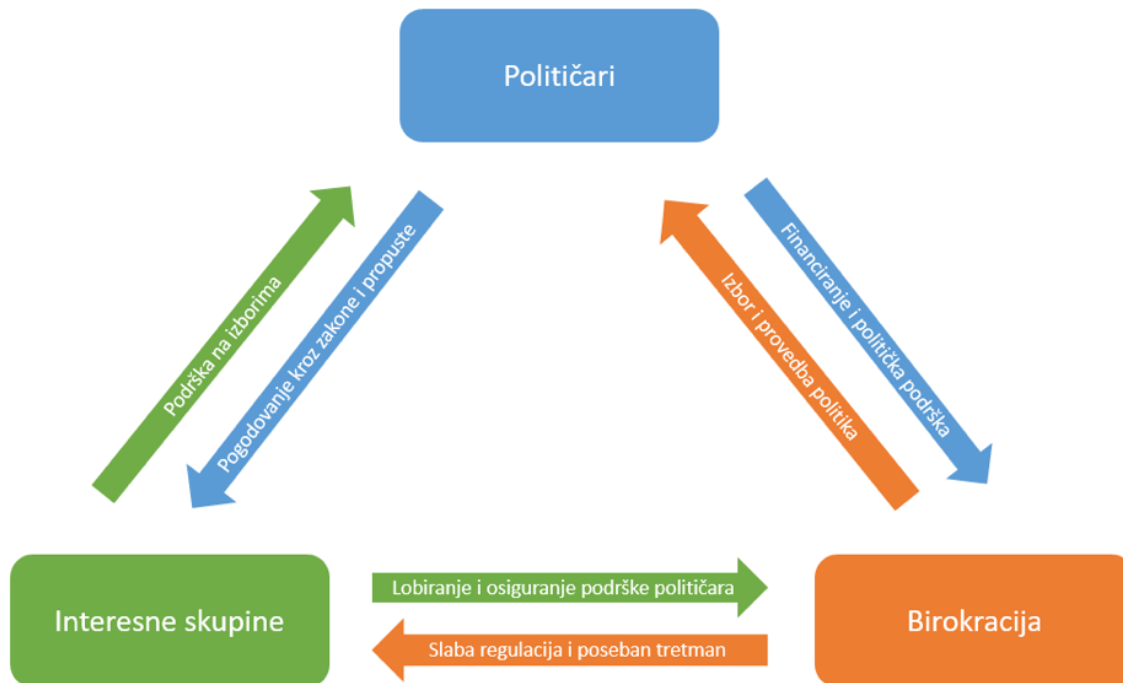 Političari
Podrška na izborima
Pogodovanje kroz zakone i propuste
Izbor i provedba politika
Financiranje i politička podrška
Interesne skupine
Lobiranje i osiguranje podrške političara
Slaba regulacija i poseban tretman
Birokracija